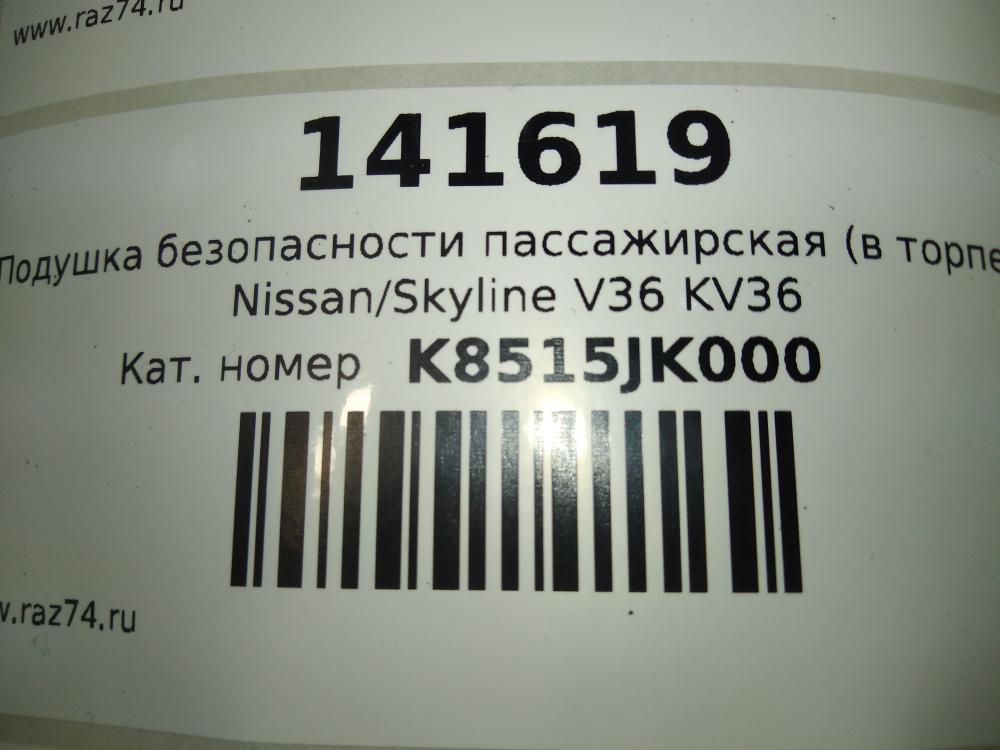 www.raz74.ru
141619
Подушка безопасности пассажирская (в торпе
Nissan/Skyline V36 KV36
Кат. номер K8515JK000
w.raz74.ru